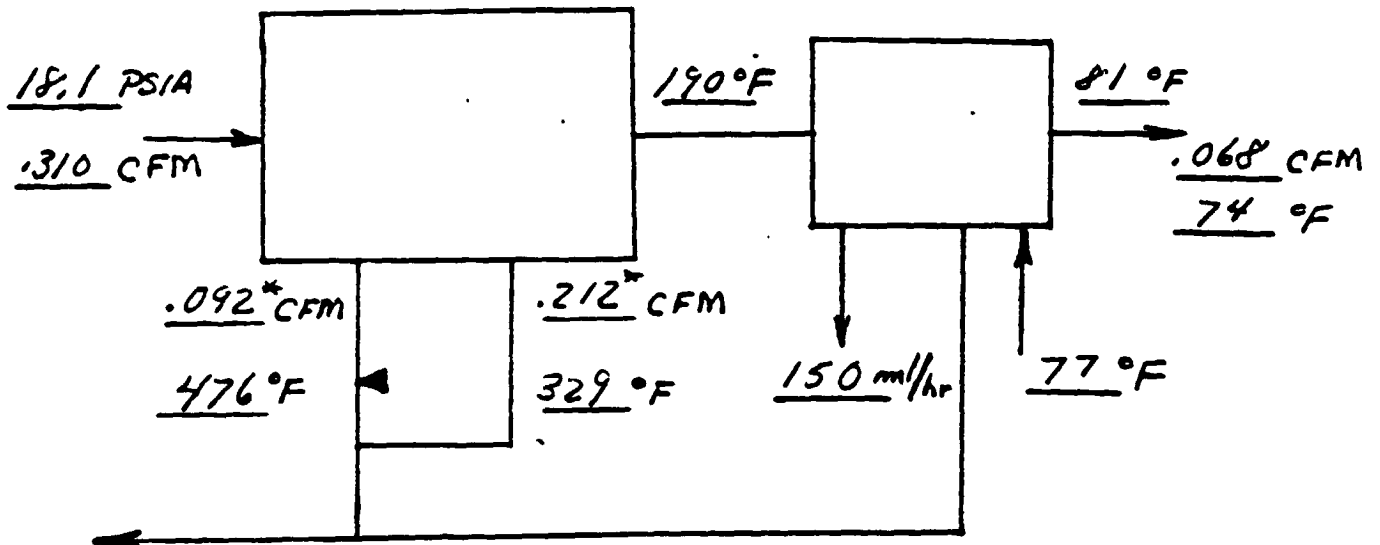 18.1 PSIA
.310 CFM
190°F
81 °F
.068 CFM
74 °F
.092* CFM
.212* CFM
476°F
329 °F
150 ml/hr
77 °F